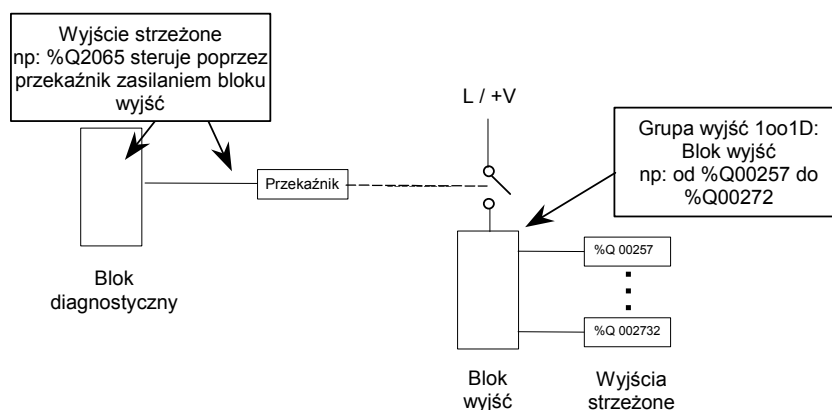 Wyjście strzeżone
np: %Q2065 steruje poprzez
przekaźnik zasilaniem bloku
wyjść
L / +V
Grupa wyjść 1oo1D:
Blok wyjść
np: od %Q00257 do
%Q00272
Przekaźnik
%Q 00257
Blok
diagnostyczny
%Q 002732
Blok
wyjść
Wyjścia
strzeżone